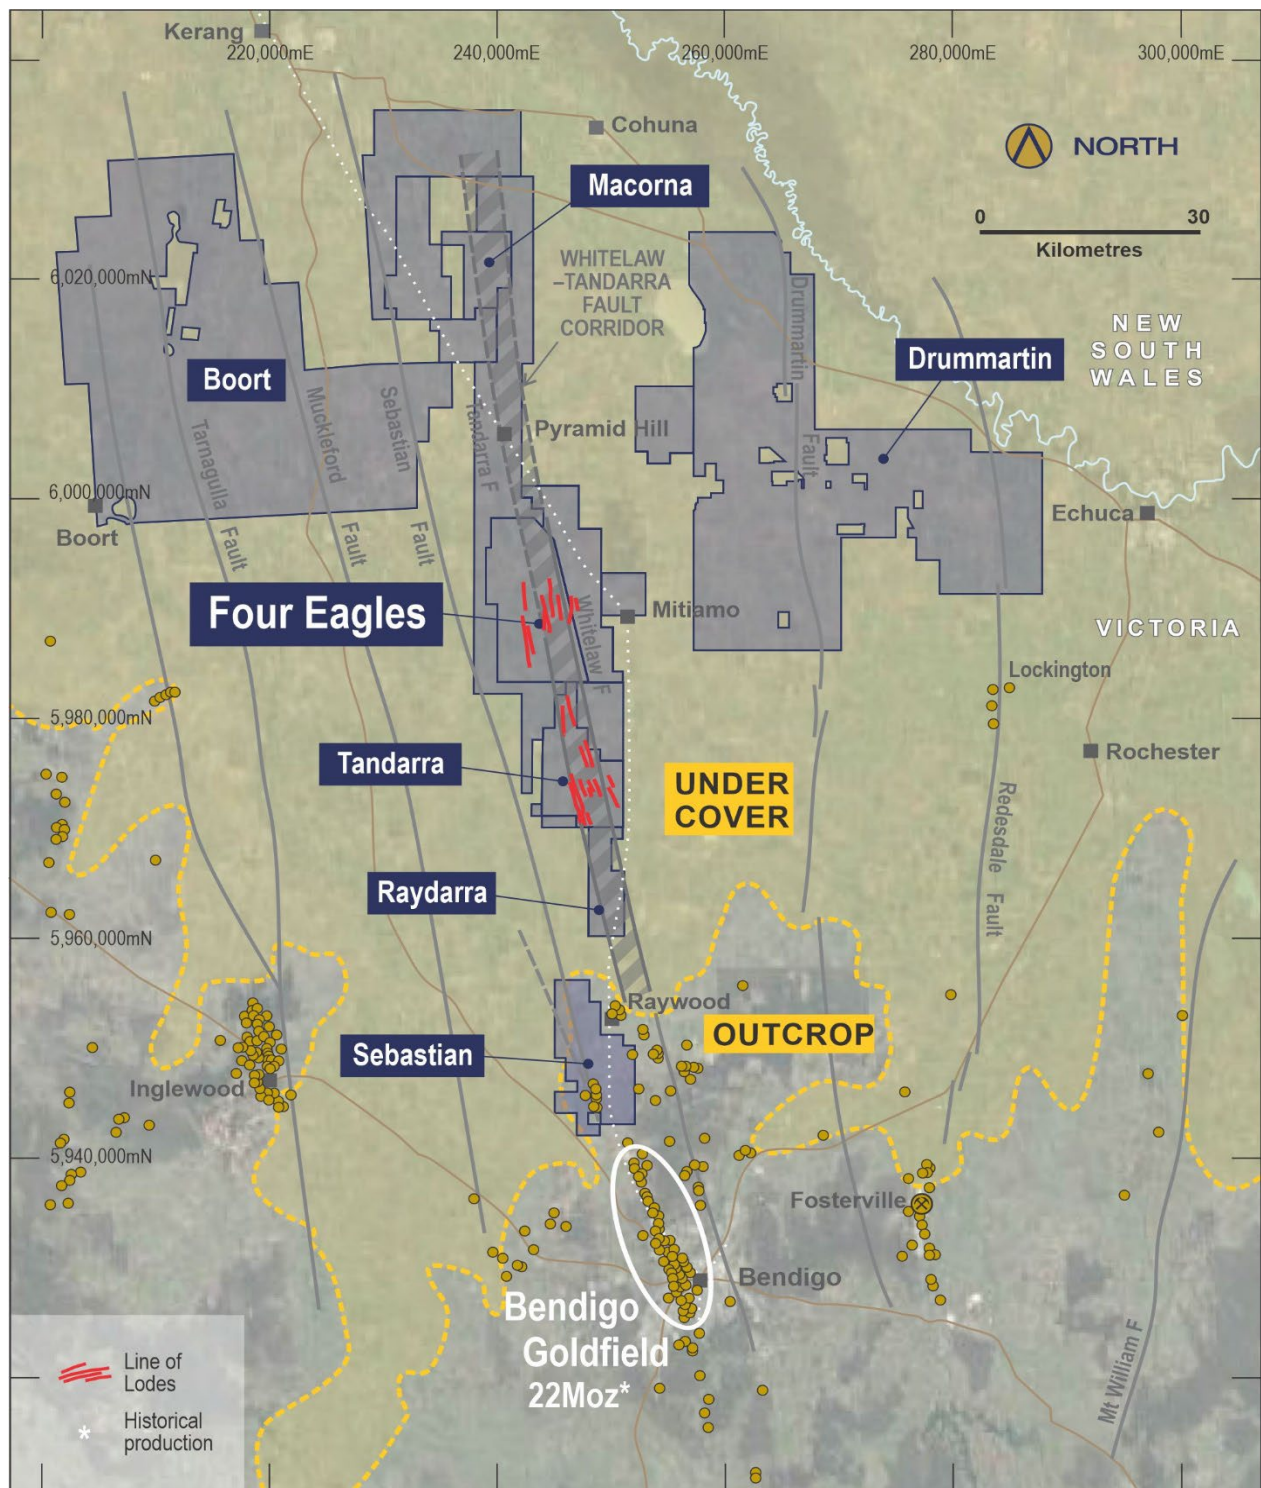 Kerang
220,000mE
240,000mE
260,000mE
280,000mE
300,000mE
Cohuna
NORTH
Macorna
0 30
Kilometres
WHITELAW
–TANDARRA
FAULT
CORRIDOR
6,020,000mN
Drummartin
Fault
NEW
SOUTH
WALES
Drummartin
Boort
Muckleford
Fault
Sebastian
Fault
Tandarra F
Pyramid Hill
Tarnagulla
Fault
6,000,000mN
Boort
Echuca
Four Eagles
Whitelaw F
Mitiamo
VICTORIA
Lockington
5,980,000mN
Rochester
Tandarra
UNDER
COVER
Redesdale
Fault
Raydarra
5,960,000mN
Raywood
OUTCROP
Sebastian
Inglewood
5,940,000mN
Fosterville
Bendigo
Bendigo
Goldfield
22Moz*
Mt William F
Line of
Lodes
* Historical
production